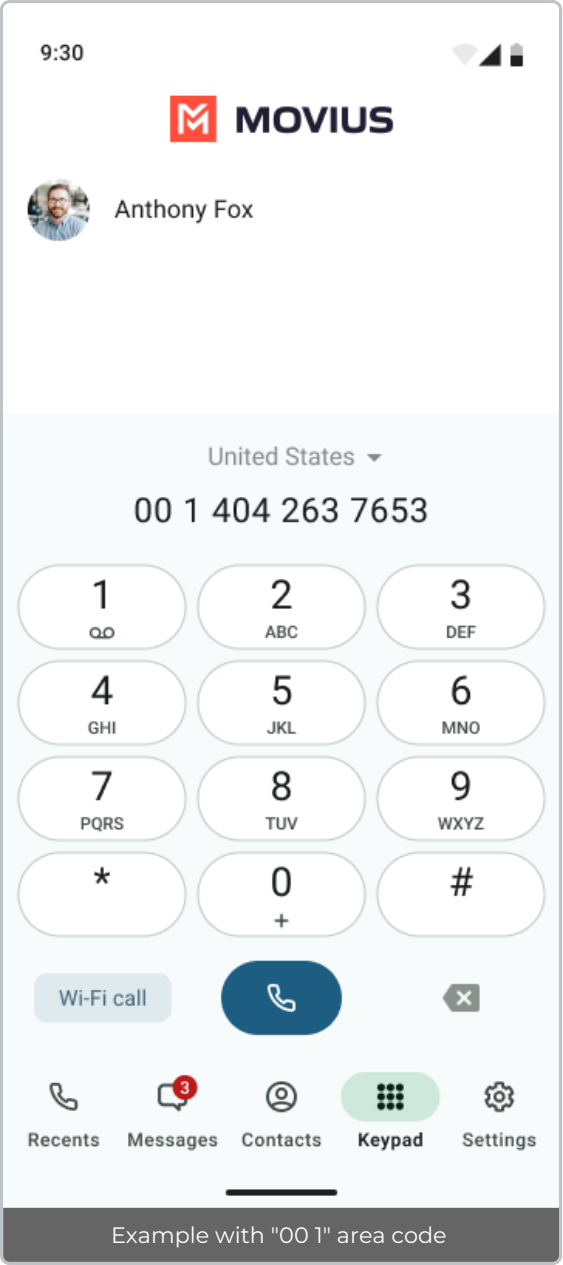 9:30
MOVIUS
Anthony Fox
United States
00 1 404 263 7653
1 2 3
ABC DEF
4 5 6
GHI JKL MNO
7 8 9
PQRS TUV WXYZ
* 0 #
+
Wi-Fi call
3
Recents Messages Contacts Keypad Settings
Example with "00 1" area code